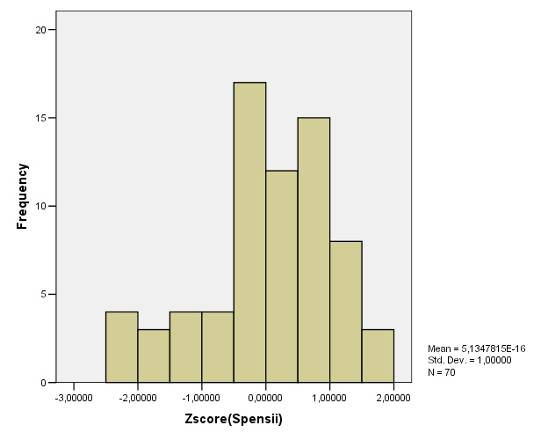 20
15
10
5
0
Frequency
-3,00000 -2,00000 -1,00000 0,00000 1,00000 2,00000
Zscore(Spensii)
Mean = 5,1347815E-16
Std. Dev. = 1,00000
N = 70